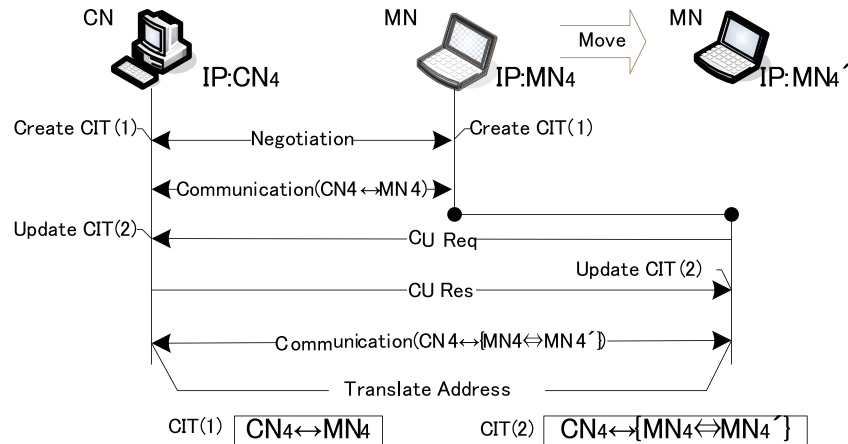 CN
MN
Move
MN
IP:CN4
IP:MN4
IP:MN4´
Create CIT(1)
Negotiation
Create CIT(1)
Communication(CN4↔MN4)
Update CIT(2)
CU Req
Update CIT(2)
CU Res
Communication(CN4↔{MN4⇔MN4´})
Translate Address
CIT(1) CN4↔MN4
CIT(2) CN4↔{MN4⇔MN4´}